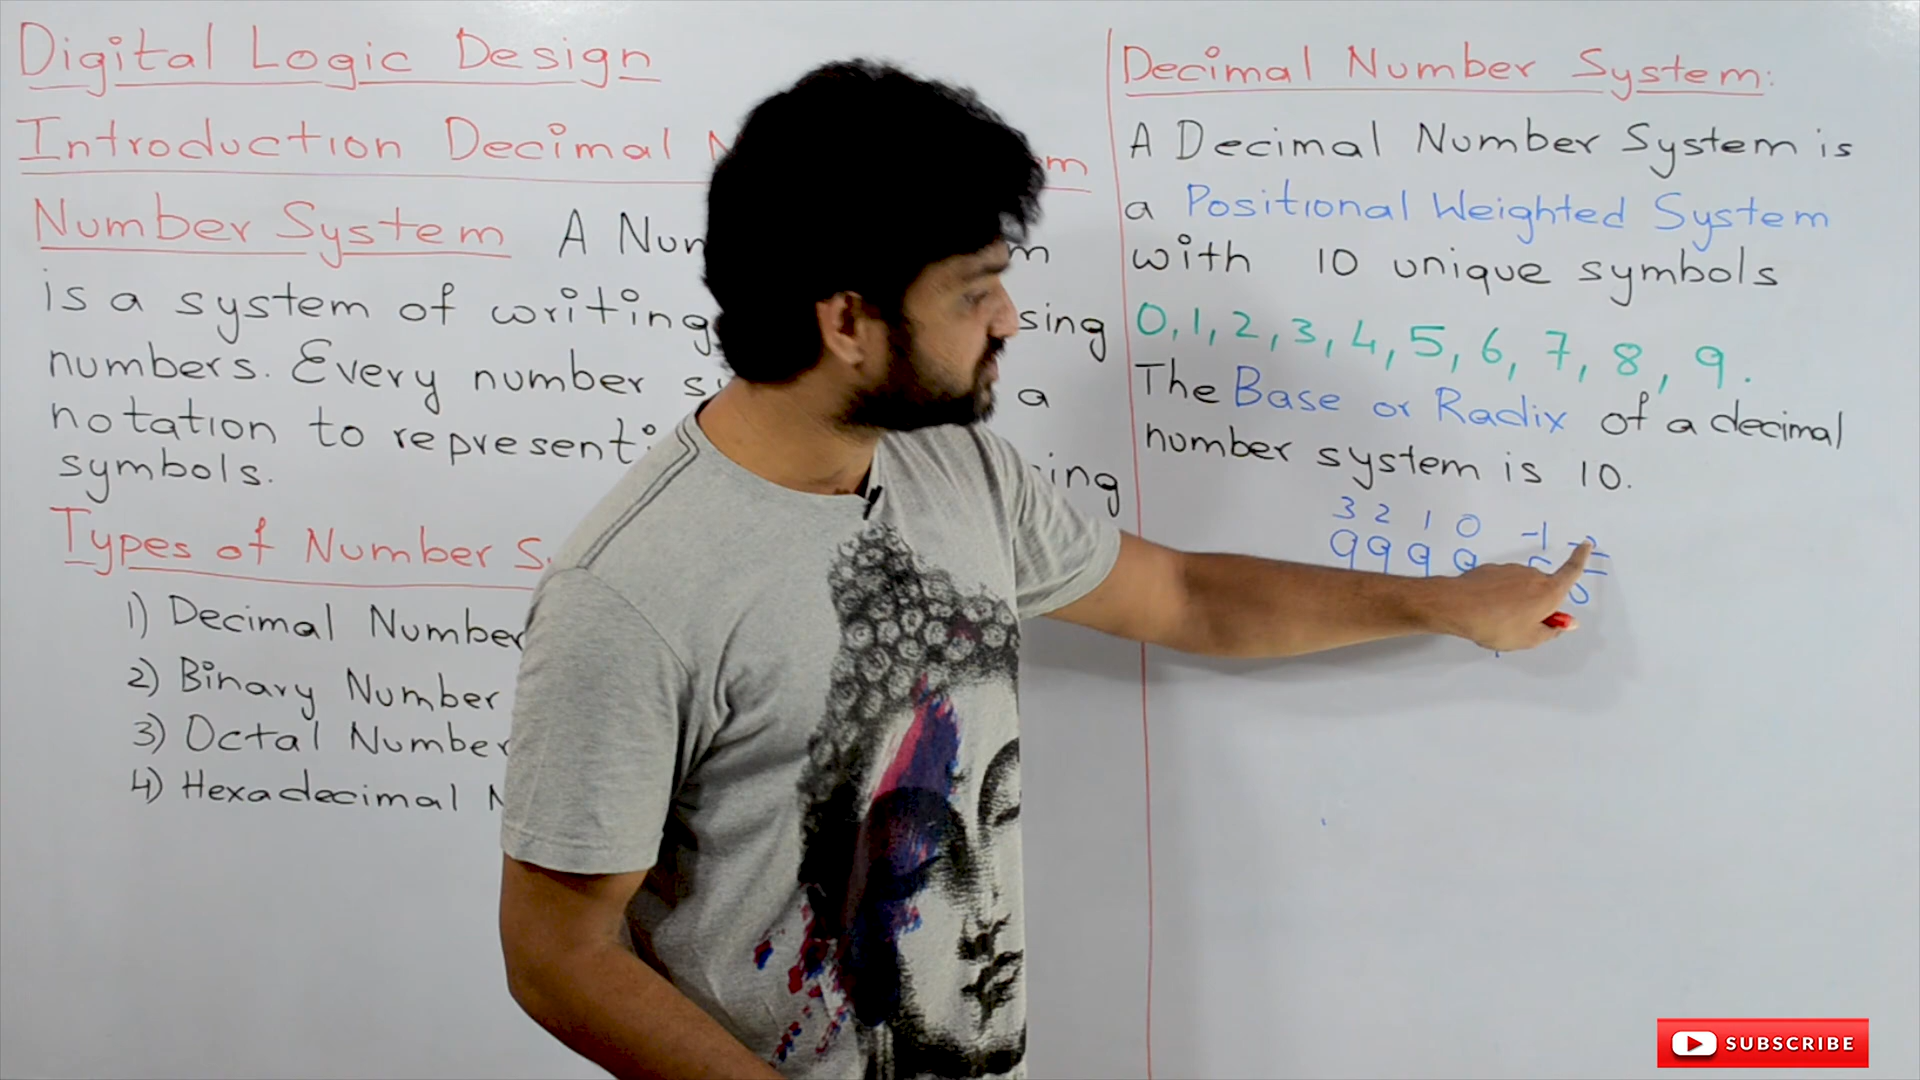 Digital Logic Design
Introduction Decimal
Number System A
is a system of writing
numbers. Every number
notation to
symbols.
Types of Number
1) Decimal Number
2) Binary Number
3) Octal Number
4) Hexadecimal
a
Decimal Number System:
A Decimal Number System is
a Positional Weighted System
with 10 unique symbols
0, 1, 2, 3, 4, 5, 6, 7, 8, 9.
The Base or Radix of a decimal
number system is 10.
3 2 1 0 -1 -2
9 9 9 9
SUBSCRIBE